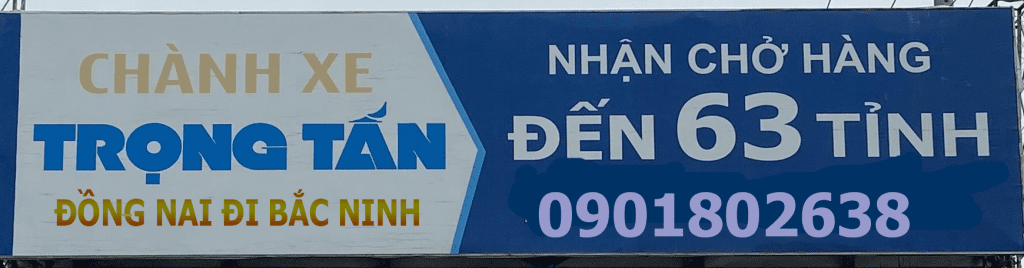 CHÀNH XE
TRỌNG TẤN
ĐỒNG NAI ĐI BẮC NINH
NHẬN CHỞ HÀNG
ĐẾN 63 TỈNH
0901802638